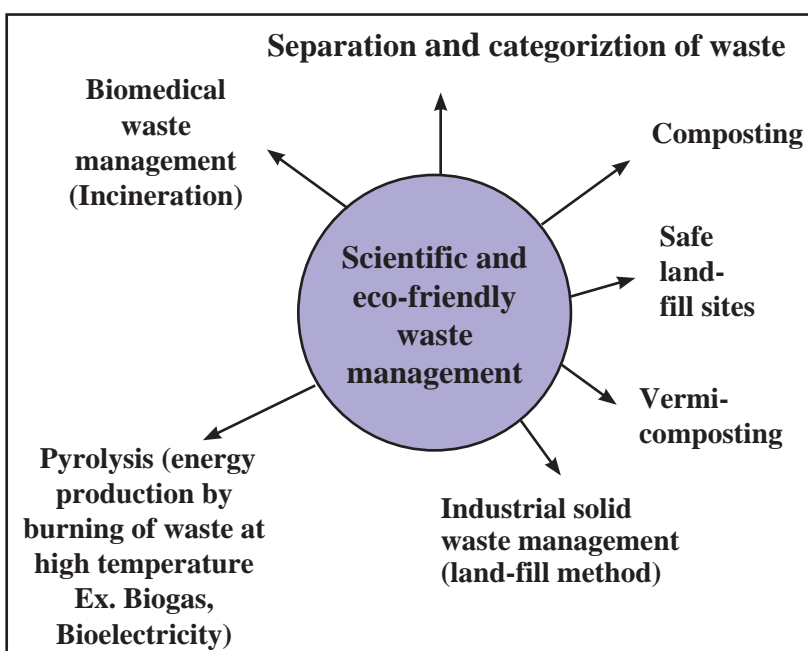 Separation and categoriztion of waste
Biomedical
waste
management
(Incineration)
Composting
Safe
land-
fill sites
Scientific and
eco-friendly
waste
management
Vermi-
composting
Pyrolysis (energy
production by
burning of waste at
high temperature
Ex. Biogas,
Bioelectricity)
Industrial solid
waste management
(land-fill method)